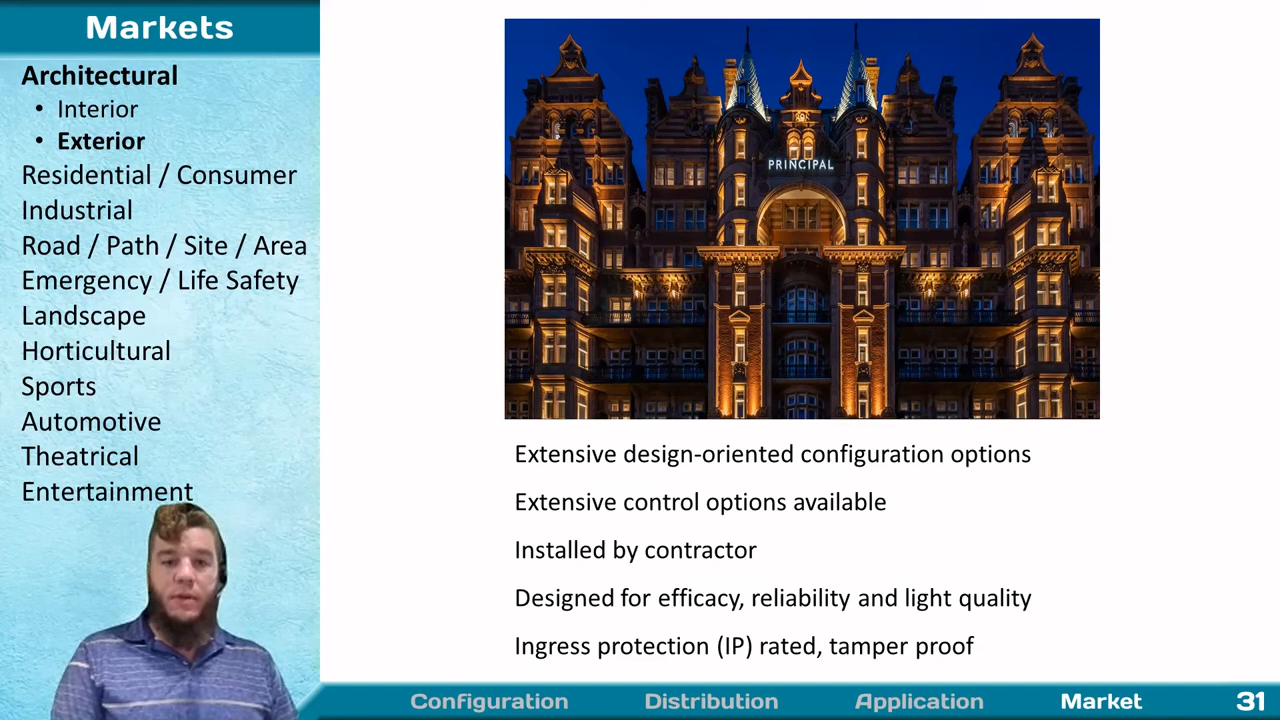 Markets
Architectural
• Interior
• Exterior
Residential / Consumer
Industrial
Road / Path / Site / Area
Emergency / Life Safety
Landscape
Horticultural
Sports
Automotive
Theatrical
Entertainment
PRINCIPAL
Extensive design-oriented configuration options
Extensive control options available
Installed by contractor
Designed for efficacy, reliability and light quality
Ingress protection (IP) rated, tamper proof
Configuration Distribution Application Market 31